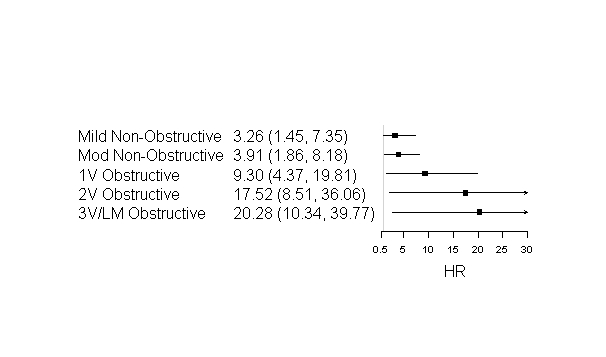 Mild Non-Obstructive 3.26 (1.45, 7.35)
Mod Non-Obstructive 3.91 (1.86, 8.18)
1V Obstructive 9.30 (4.37, 19.81)
2V Obstructive 17.52 (8.51, 36.06)
3V/LM Obstructive 20.28 (10.34, 39.77)
0.5 5 10 15 20 25 30
HR